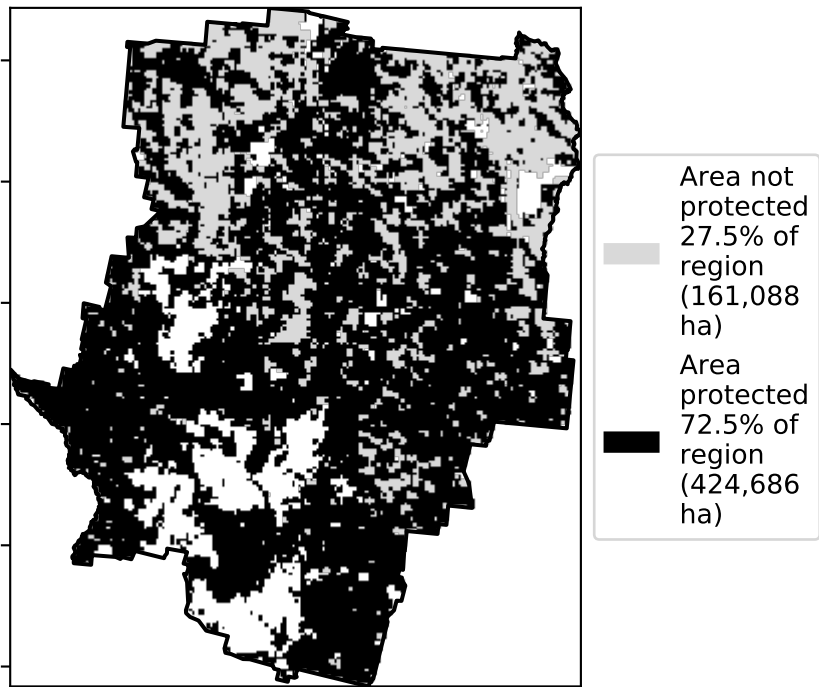 Area not
protected
27.5% of
region
(161,088
ha)
Area
protected
72.5% of
region
(424,686
ha)